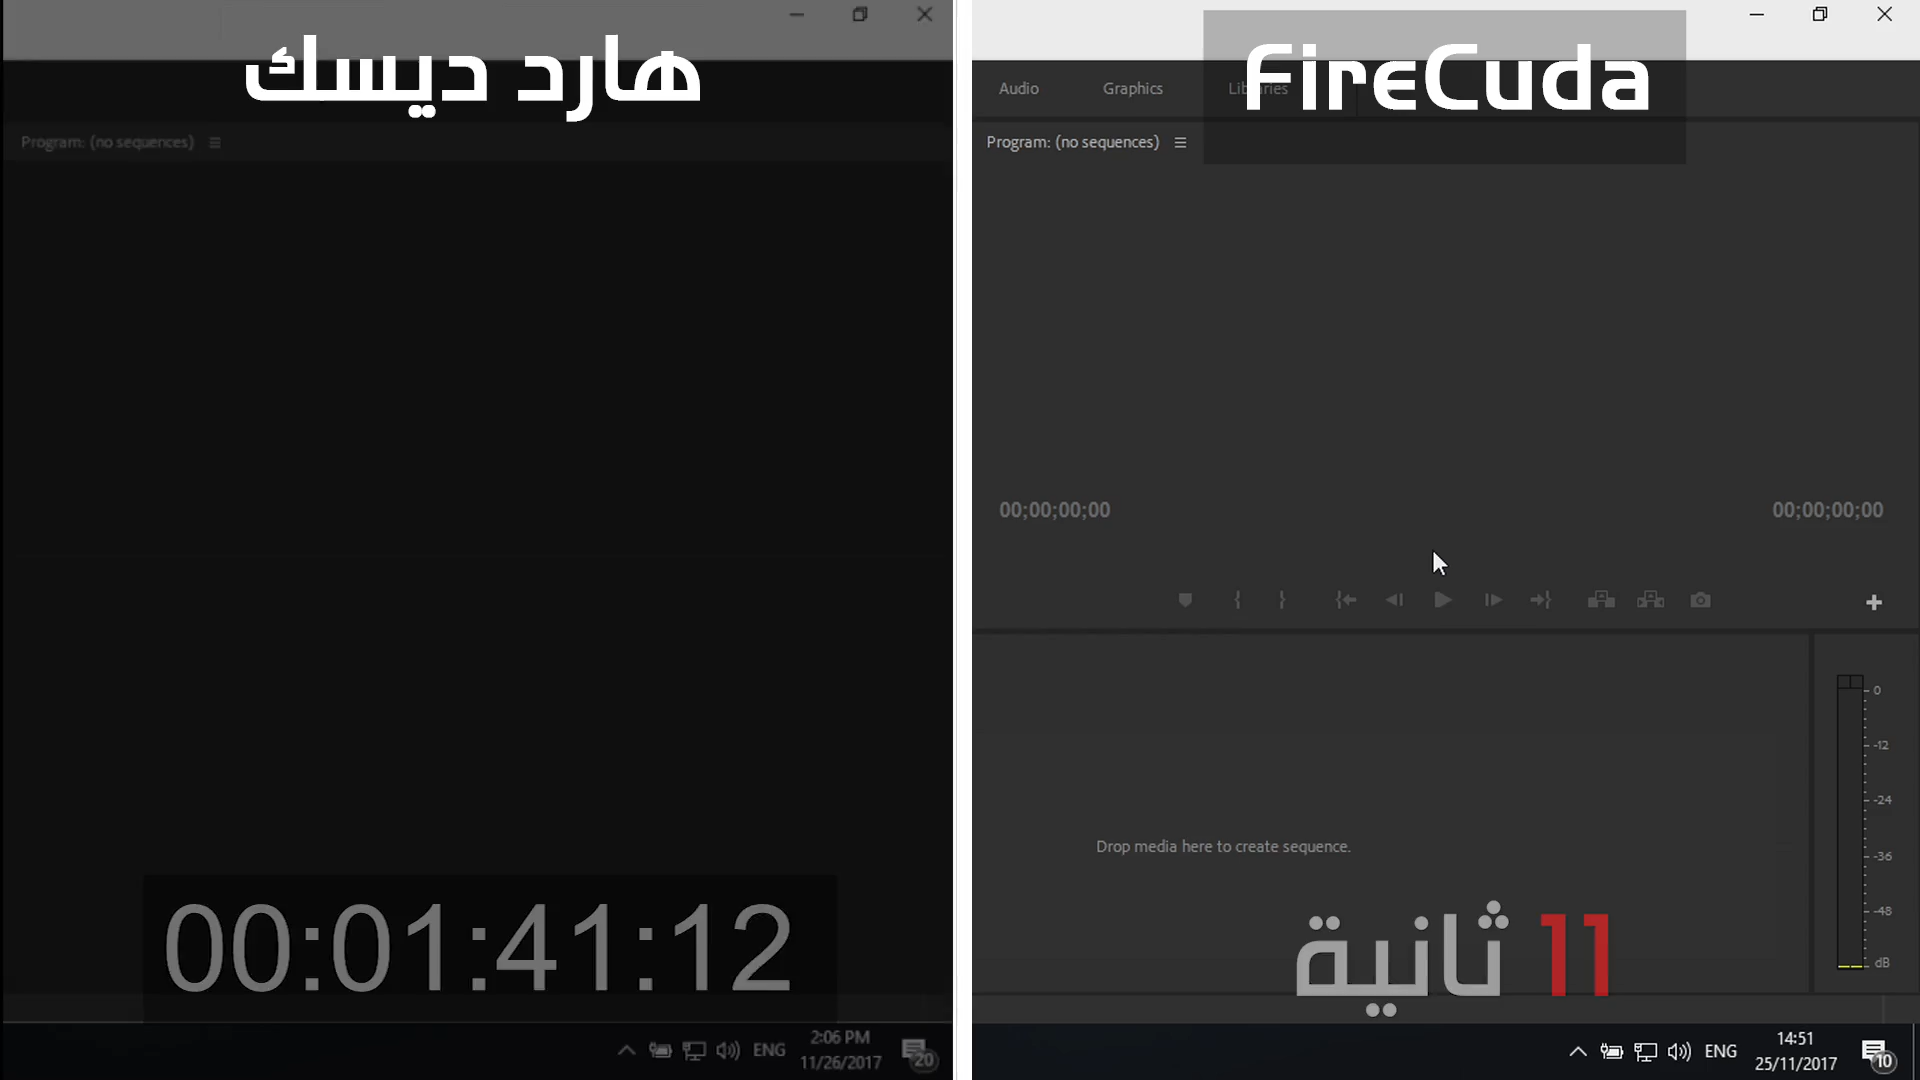 هارد ديسك
Program: (no sequences)
00:01:41:12
ENG
2:06 PM
11/26/2017
20
FireCuda
Audio
Graphics
Libraries
Program: (no sequences)
00;00;00;00
00;00;00;00
Drop media here to create sequence.
0
-12
-24
-36
-48
dB
11 ثانية
ENG
14:51
25/11/2017
10